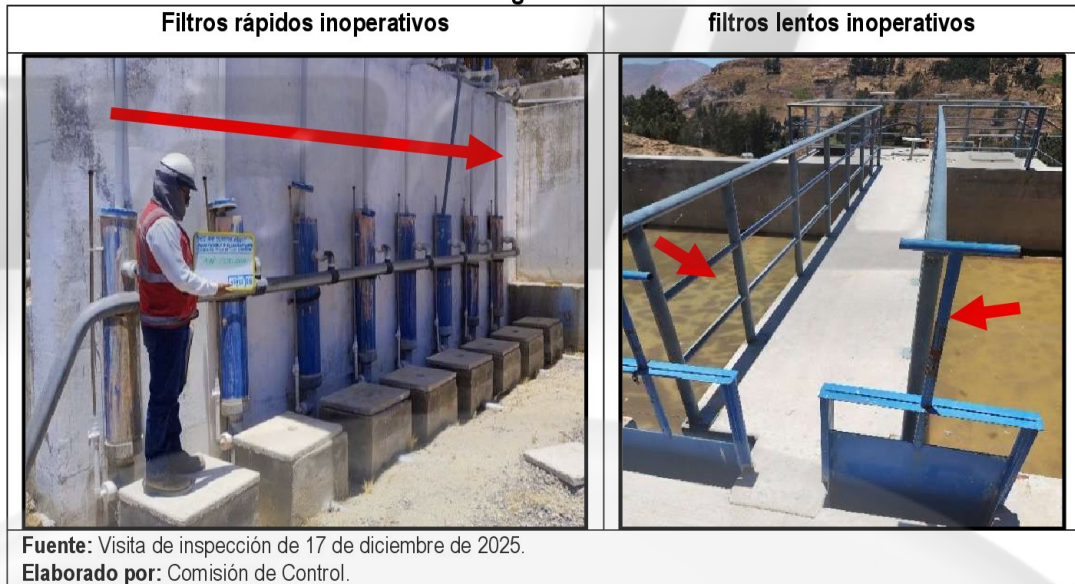 Filtros rápidos inoperativos
filtros lentos inoperativos
Fuente: Visita de inspección de 17 de diciembre de 2025.
Elaborado por: Comisión de Control.